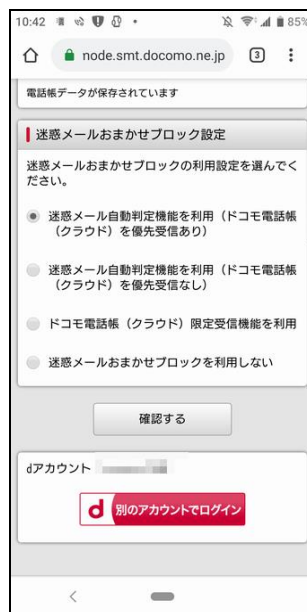 10:42
85%
node.smt.docomo.ne.jp
3
電話帳データが保存されています
迷惑メールおまかせブロック設定
迷惑メールおまかせブロックの利用設定を選んでく
ださい。
迷惑メール自動判定機能を利用（ドコモ電話帳
（クラウド）を優先受信あり）
迷惑メール自動判定機能を利用（ドコモ電話帳
（クラウド）を優先受信なし）
ドコモ電話帳（クラウド）限定受信機能を利用
迷惑メールおまかせブロックを利用しない
確認する
dアカウント
d 別のアカウントでログイン